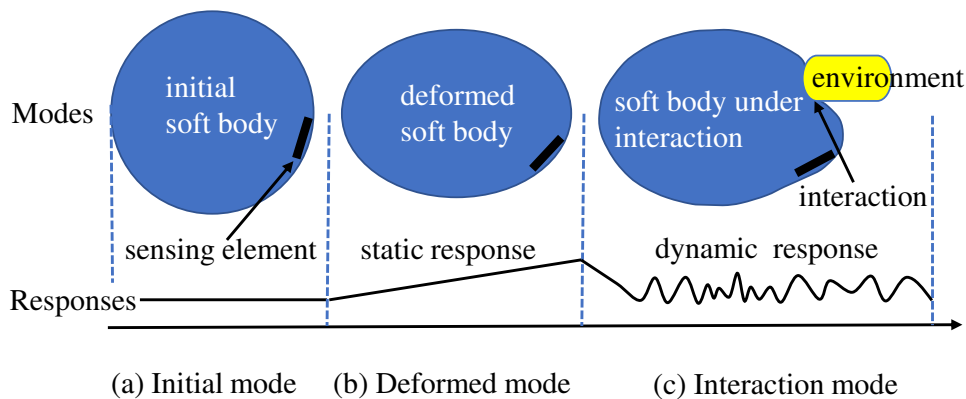 Modes
initial
soft body
deformed
soft body
soft body under
interaction
environment
interaction
sensing element
static response
dynamic response
Responses
(a) Initial mode
(b) Deformed mode
(c) Interaction mode